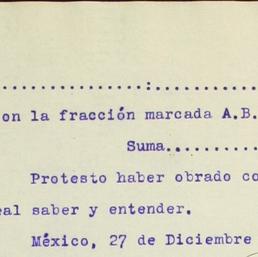 ................:............
on la fracción marcada A.B.
Suma.........
Protesto haber obrado co
eal saber y entender.
México, 27 de Diciembre